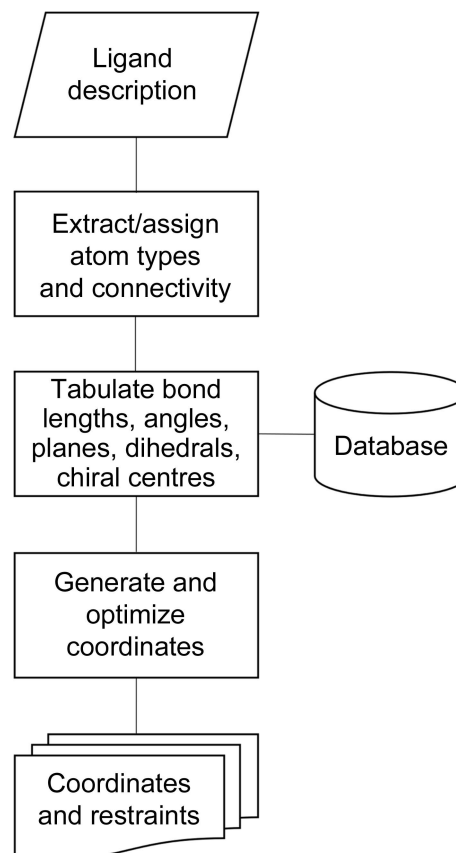 Ligand
description
Extract/assign
atom types
and connectivity
Tabulate bond
lengths, angles,
planes, dihedrals,
chiral centres
Database
Generate and
optimize
coordinates
Coordinates
and restraints